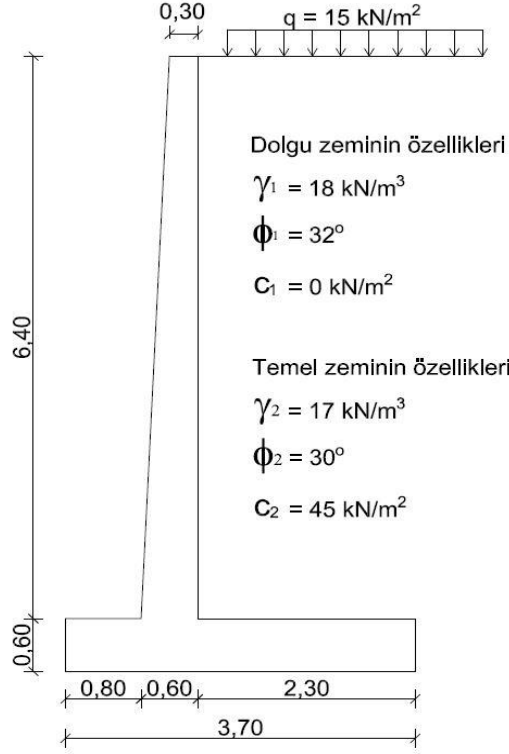 0,30
q = 15 kN/m²
Dolgu zeminin özellikleri
γ₁ = 18 kN/m³
ϕ₁ = 32°
c₁ = 0 kN/m²
6,40
Temel zeminin özellikleri
γ₂ = 17 kN/m³
ϕ₂ = 30°
c₂ = 45 kN/m²
0,60
0,80 0,60 2,30
3,70